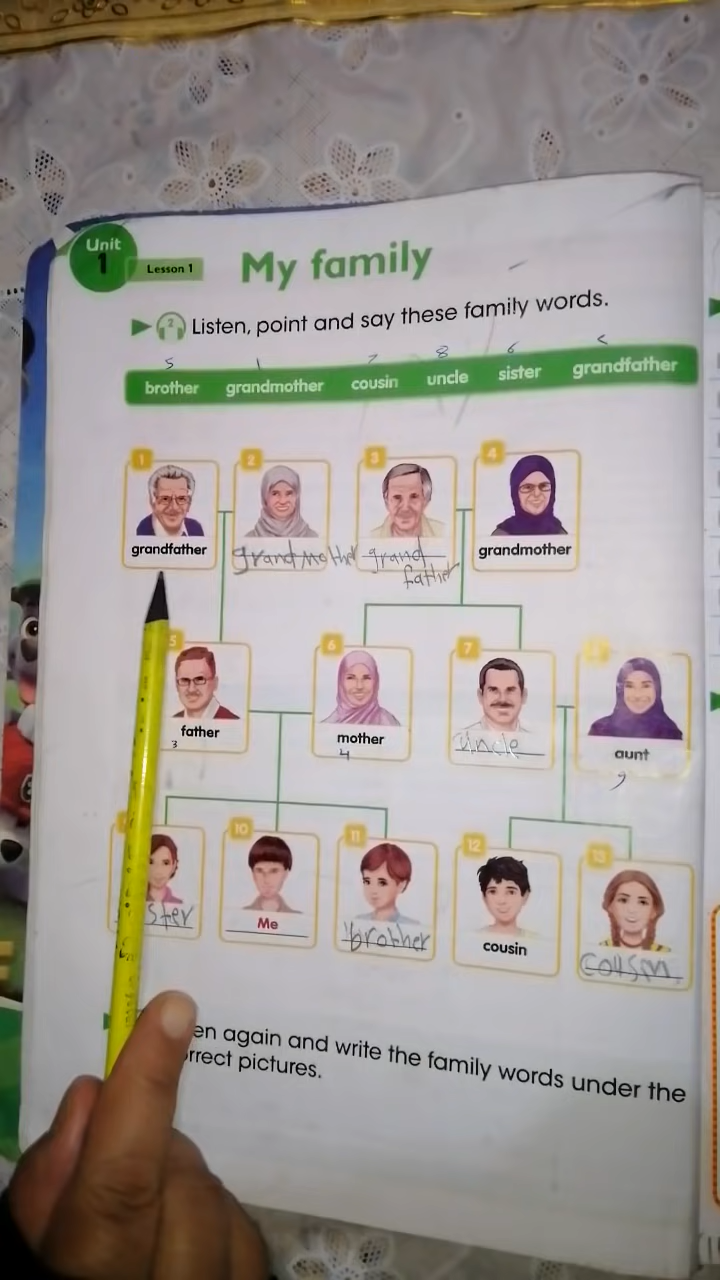 Unit
1
Lesson 1
My family
2
Listen, point and say these family words.
5 1 7 8 6
brother grandmother cousin uncle sister grandfather
1 2 3 4
grandfather grandmother grand
father grandmother
5 6 7
father mother uncle aunt
3 4 9
10 11 12 13
ster Me brother cousin
en again and write the family words under the
rrect pictures.